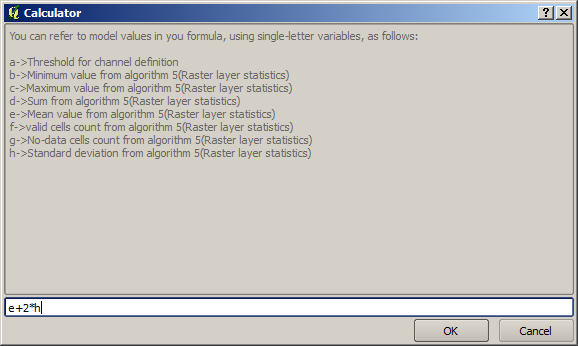 Calculator
You can refer to model values in you formula, using single-letter variables, as follows:
a->Threshold for channel definition
b->Minimum value from algorithm 5(Raster layer statistics)
c->Maximum value from algorithm 5(Raster layer statistics)
d->Sum from algorithm 5(Raster layer statistics)
e->Mean value from algorithm 5(Raster layer statistics)
f->valid cells count from algorithm 5(Raster layer statistics)
g->No-data cells count from algorithm 5(Raster layer statistics)
h->Standard deviation from algorithm 5(Raster layer statistics)
e+2*h
OK Cancel